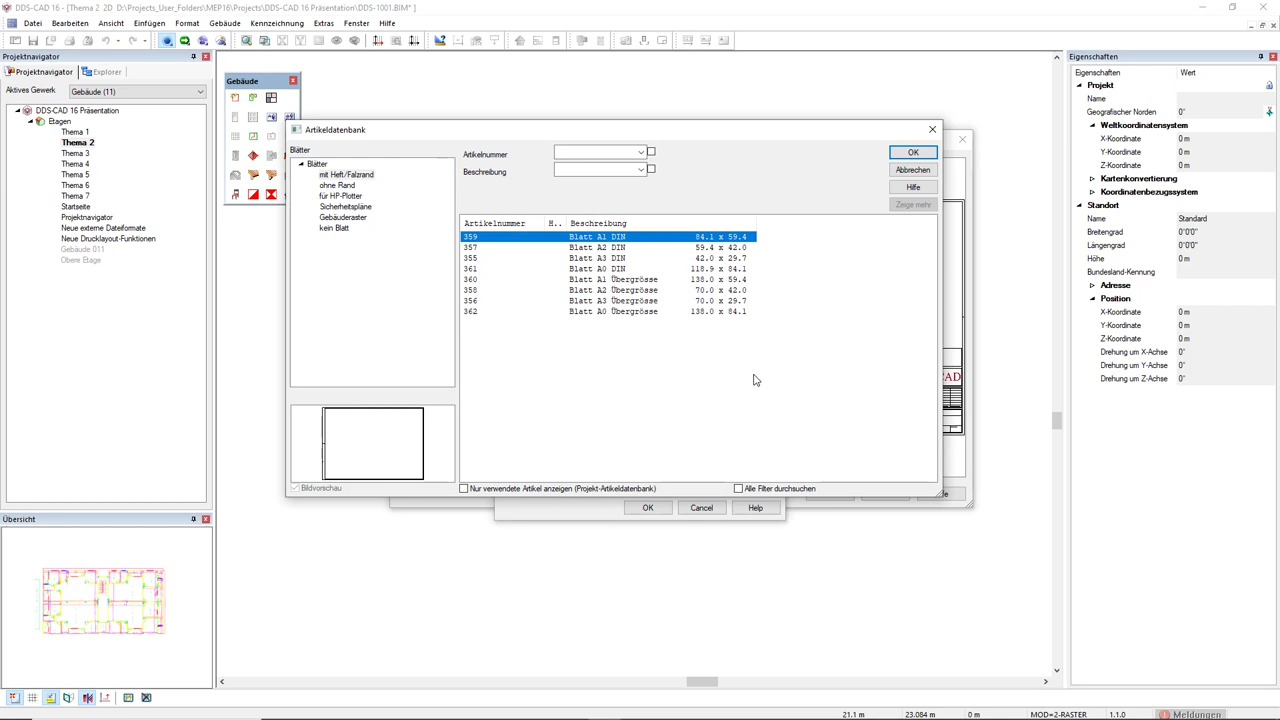 DDS-CAD 16 - [ Thema 2  2D  D:\Projects_User_Folders\MEP16\Projects\DDS-CAD 16 Präsentation\DDS-1001.BIM* ]
Datei Bearbeiten Ansicht Einfügen Format Gebäude Kennzeichnung Extras Fenster Hilfe
Projektnavigator
Projektnavigator Explorer
Aktives Gewerk Gebäude (11)
DDS-CAD 16 Präsentation
Etagen
Thema 1
Thema 2
Thema 3
Thema 4
Thema 5
Thema 6
Thema 7
Startseite
Projektnavigator
Neue externe Dateiformate
Neue Drucklayout-Funktionen
Gebäude 011
Obere Etage
Übersicht
Gebäude
Artikeldatenbank
Blätter
Blätter
mit Heft/Falzrand
ohne Rand
für HP-Plotter
Sicherheitspläne
Gebäuderaster
kein Blatt
Bildvorschau
Artikelnummer
Beschreibung
OK
Abbrechen
Hilfe
Zeige mehr
Artikelnummer H.. Beschreibung
359 Blatt A1 DIN 84.1 x 59.4
357 Blatt A2 DIN 59.4 x 42.0
355 Blatt A3 DIN 42.0 x 29.7
361 Blatt A0 DIN 118.9 x 84.1
360 Blatt A1 Übergrösse 138.0 x 59.4
358 Blatt A2 Übergrösse 70.0 x 42.0
356 Blatt A3 Übergrösse 70.0 x 29.7
362 Blatt A0 Übergrösse 138.0 x 84.1
Nur verwendete Artikel anzeigen (Projekt-Artikeldatenbank) Alle Filter durchsuchen
OK Cancel Help
CAD
Eigenschaften
Eigenschaften Wert
Projekt
Name
Geografischer Norden 0°
Weltkoordinatensystem
X-Koordinate 0 m
Y-Koordinate 0 m
Z-Koordinate 0 m
Kartenkonvertierung
Koordinatenbezugssystem
Standort
Name Standard
Breitengrad 0°0'0"
Längengrad 0°0'0"
Höhe 0 m
Bundesland-Kennung
Adresse
Position
X-Koordinate 0 m
Y-Koordinate 0 m
Z-Koordinate 0 m
Drehung um X-Achse 0°
Drehung um Y-Achse 0°
Drehung um Z-Achse 0°
21.1 m 23.084 m 0 m MOD=2-RASTER 1.1.0 Meldungen